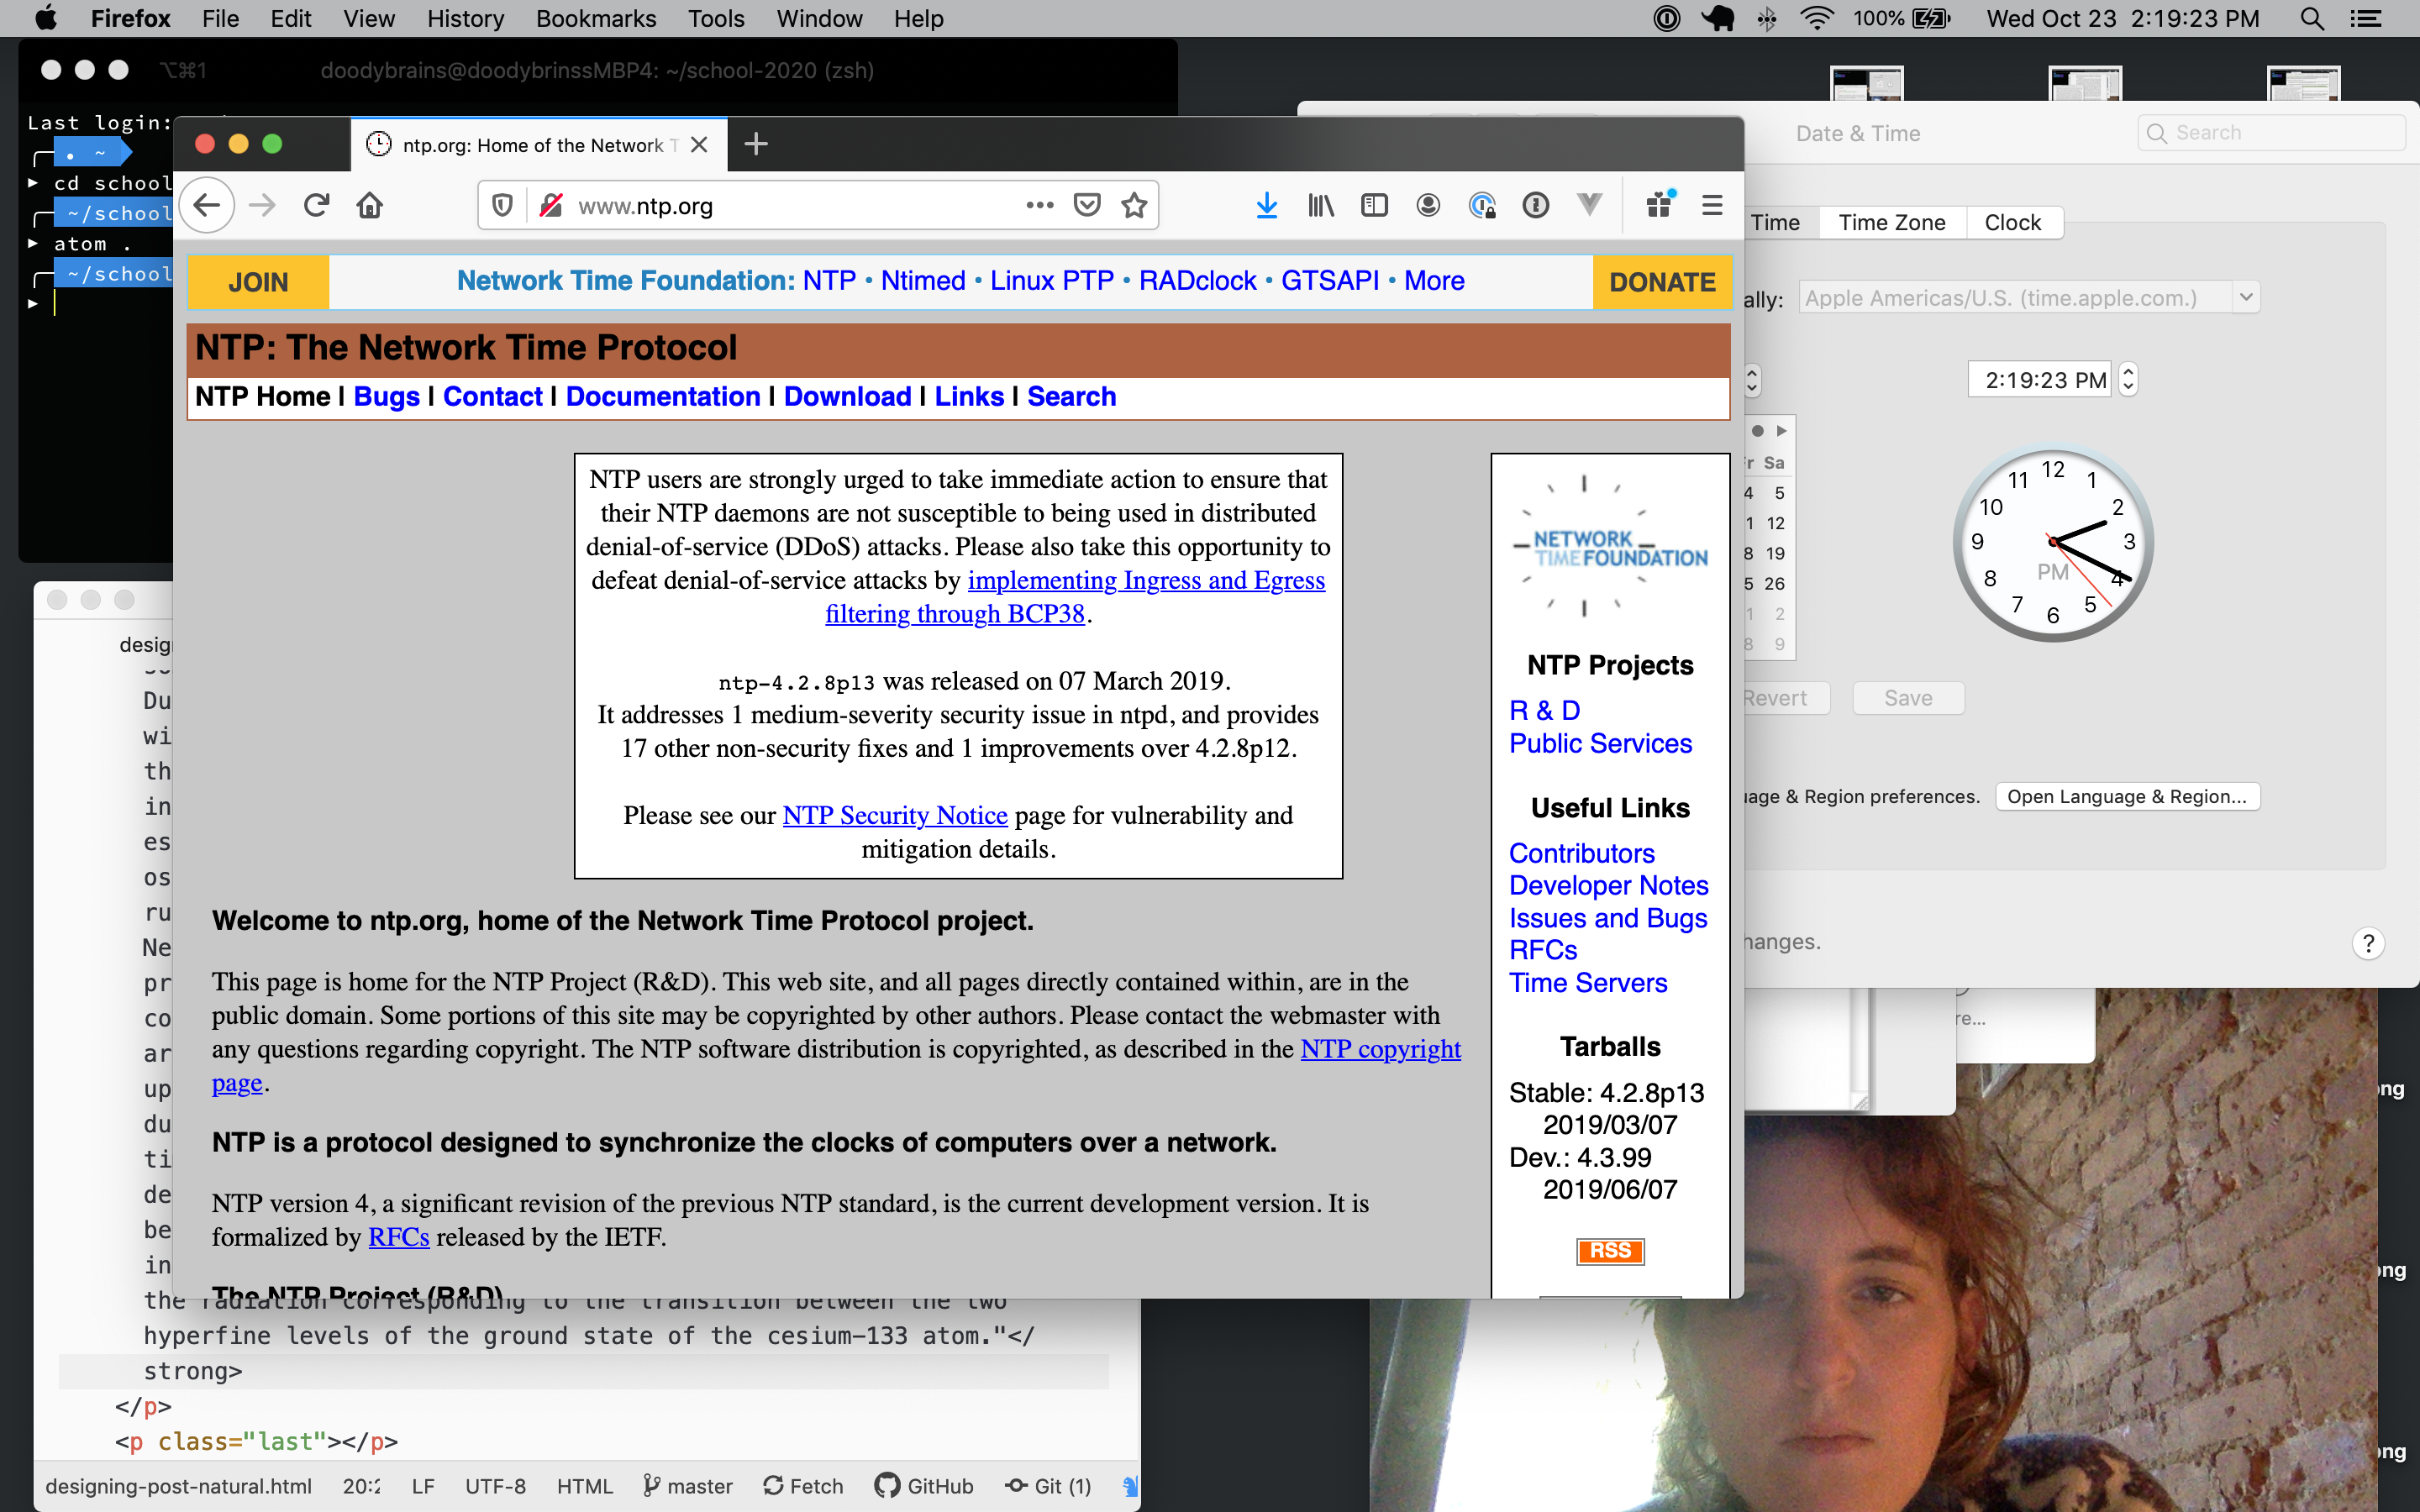 Firefox File Edit View History Bookmarks Tools Window Help 100% Wed Oct 23 2:19:23 PM
⌥⌘1 doodybrains@doodybrinssMBP4: ~/school-2020 (zsh)
Last login:
~
cd school
~/school
atom .
~/school
ntp.org: Home of the Network T
www.ntp.org
JOIN Network Time Foundation: NTP • Ntimed • Linux PTP • RADclock • GTSAPI • More DONATE
NTP: The Network Time Protocol
NTP Home | Bugs | Contact | Documentation | Download | Links | Search
NTP users are strongly urged to take immediate action to ensure that
their NTP daemons are not susceptible to being used in distributed
denial-of-service (DDoS) attacks. Please also take this opportunity to
defeat denial-of-service attacks by implementing Ingress and Egress
filtering through BCP38.
ntp-4.2.8p13 was released on 07 March 2019.
It addresses 1 medium-severity security issue in ntpd, and provides
17 other non-security fixes and 1 improvements over 4.2.8p12.
Please see our NTP Security Notice page for vulnerability and
mitigation details.
Welcome to ntp.org, home of the Network Time Protocol project.
This page is home for the NTP Project (R&D). This web site, and all pages directly contained within, are in the
public domain. Some portions of this site may be copyrighted by other authors. Please contact the webmaster with
any questions regarding copyright. The NTP software distribution is copyrighted, as described in the NTP copyright
page.
NTP is a protocol designed to synchronize the clocks of computers over a network.
NTP version 4, a significant revision of the previous NTP standard, is the current development version. It is
formalized by RFCs released by the IETF.
The NTP Project (R&D)
NETWORK
TIMEFOUNDATION
NTP Projects
R & D
Public Services
Useful Links
Contributors
Developer Notes
Issues and Bugs
RFCs
Time Servers
Tarballs
Stable: 4.2.8p13
2019/03/07
Dev.: 4.3.99
2019/06/07
RSS
Date & Time Search
Time Time Zone Clock
ally: Apple Americas/U.S. (time.apple.com.)
2:19:23 PM
Sa
4 5
1 12
8 19
5 26
1 2
8 9
12
11 1
10 2
9 3
PM
8 4
7 5
6
Revert Save
age & Region preferences. Open Language & Region...
hanges. ?
re...
ng
ng
ng
desig
Du
wi
th
in
es
os
ru
Ne
pr
co
ar
up
du
ti
de
be
in
the radiation corresponding to the transition between the two
hyperfine levels of the ground state of the cesium-133 atom."</
strong>
</p>
<p class="last"></p>
designing-post-natural.html 20:2 LF UTF-8 HTML master Fetch GitHub Git (1)